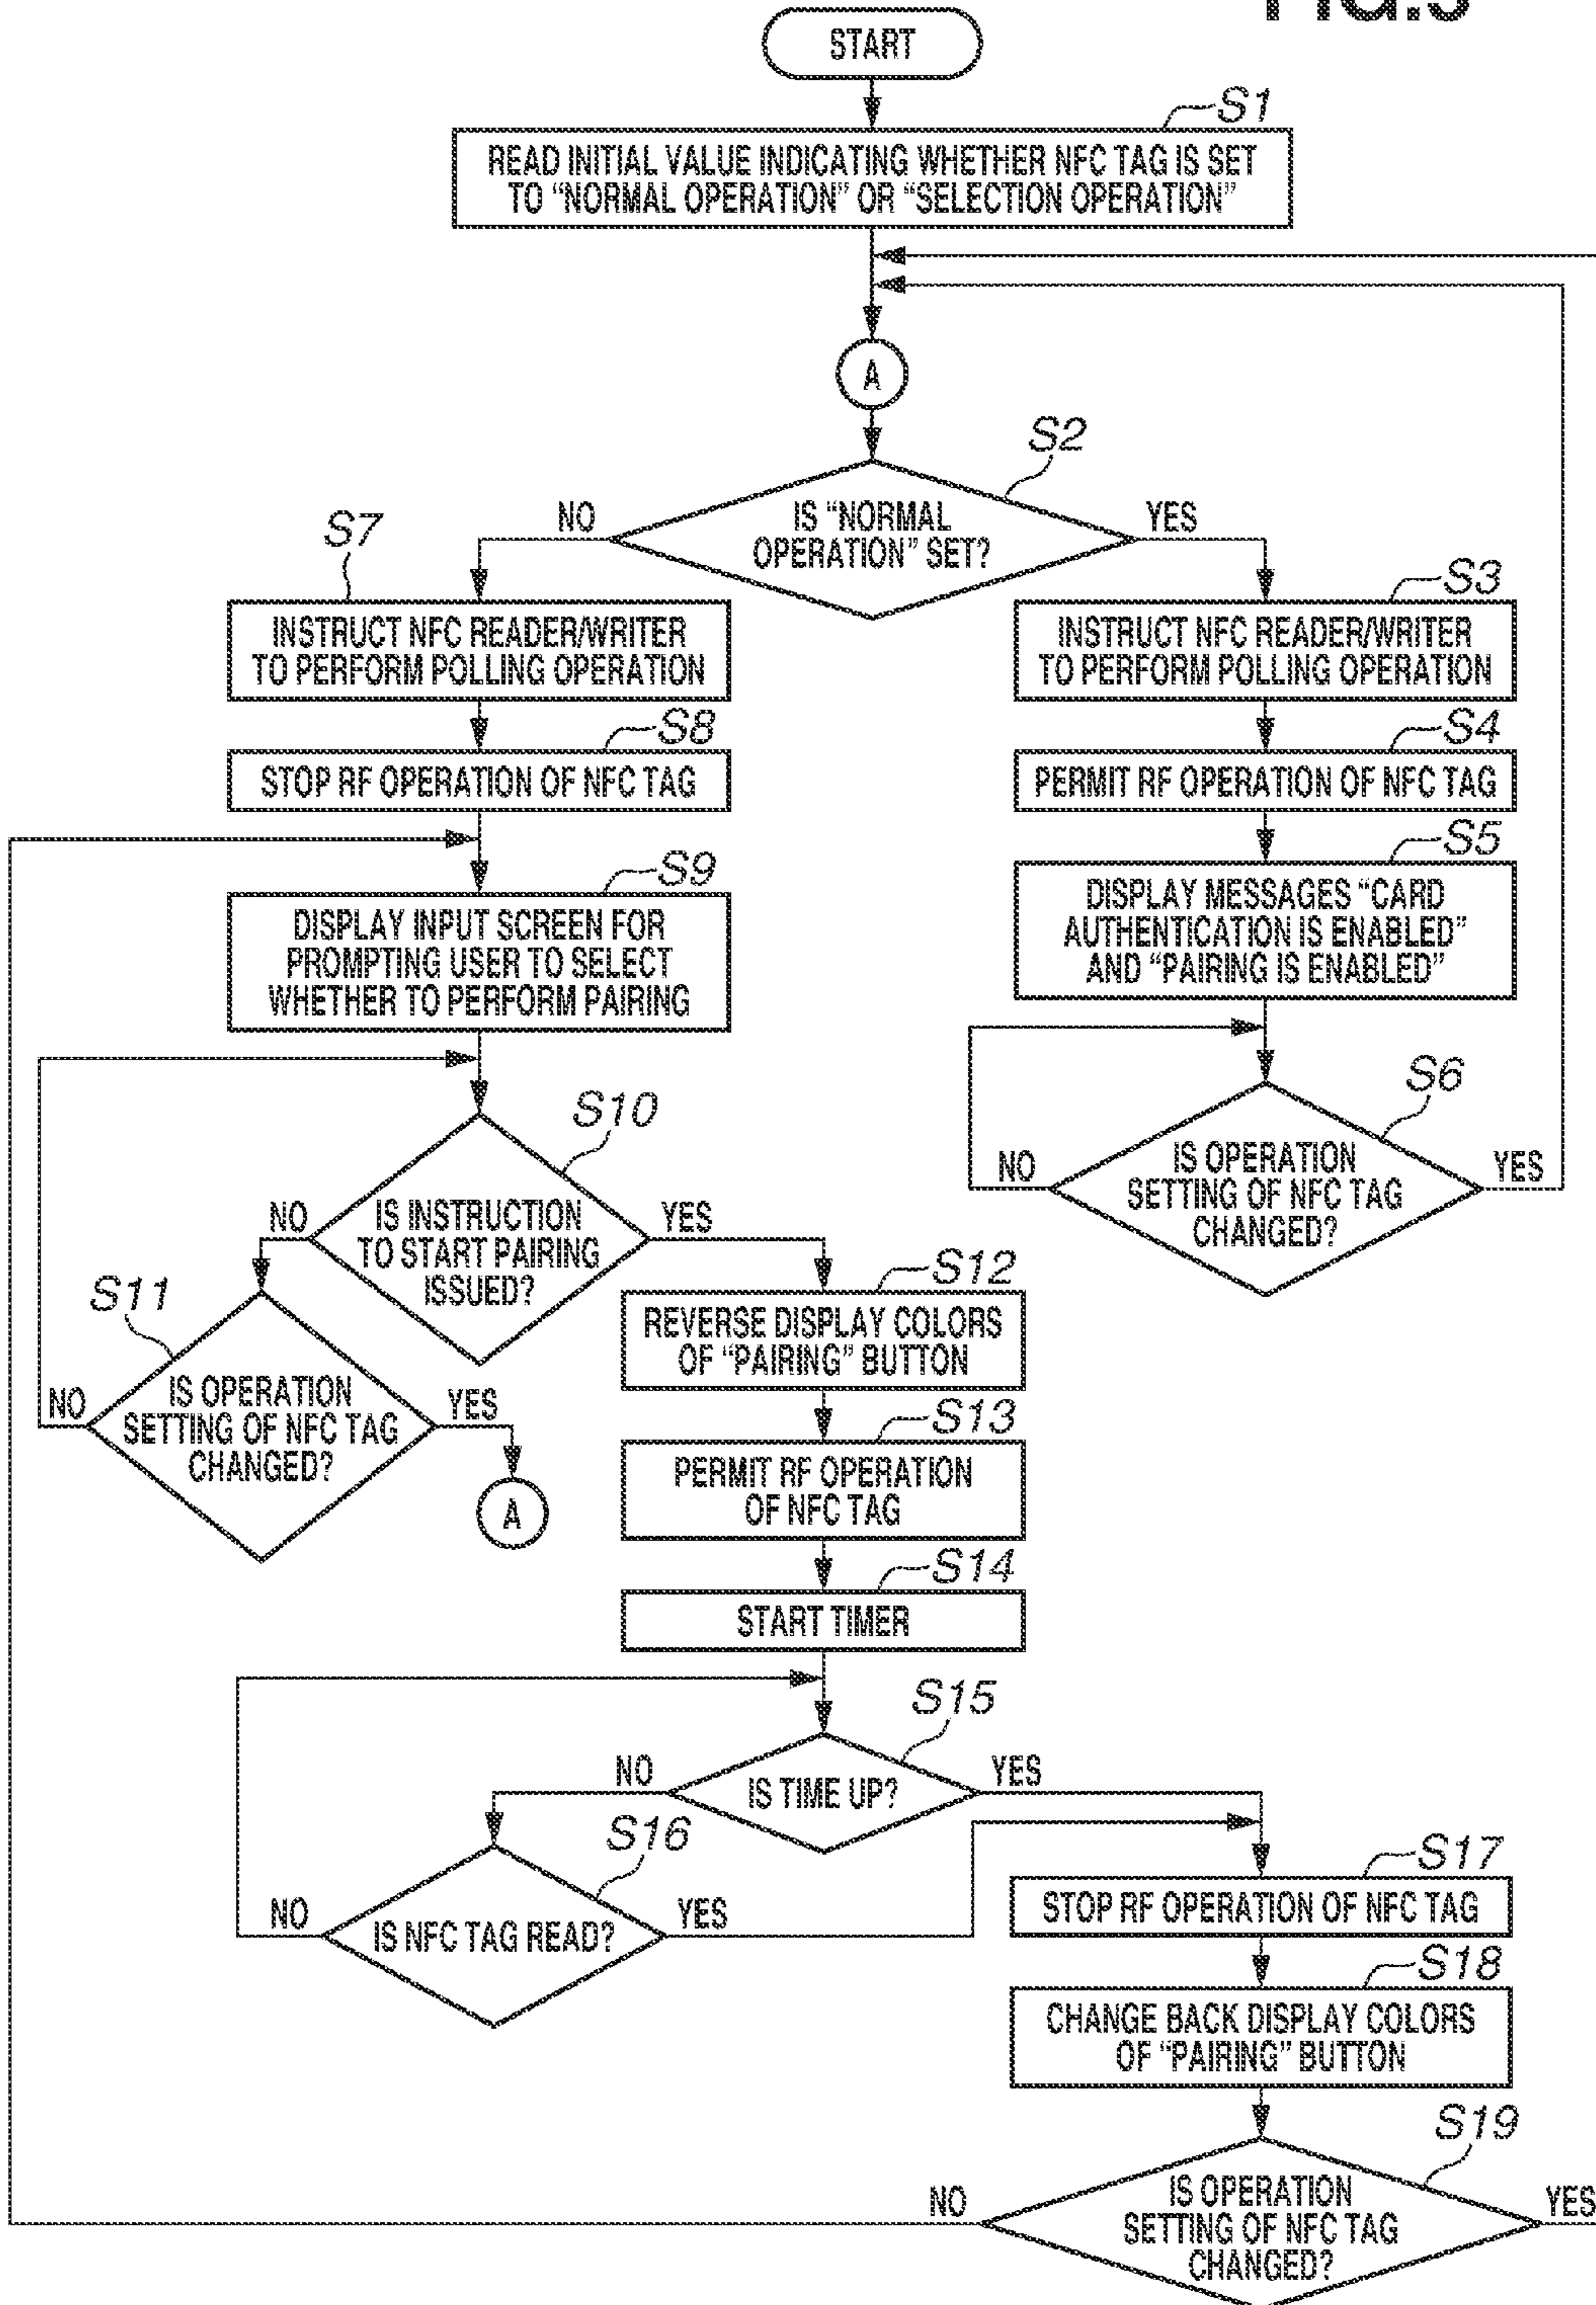 START
S1
READ INITIAL VALUE INDICATING WHETHER NFC TAG IS SET
TO “NORMAL OPERATION” OR “SELECTION OPERATION”
A
S2
IS “NORMAL
OPERATION” SET?
NO
YES
S7
INSTRUCT NFC READER/WRITER
TO PERFORM POLLING OPERATION
S3
INSTRUCT NFC READER/WRITER
TO PERFORM POLLING OPERATION
S8
STOP RF OPERATION OF NFC TAG
S4
PERMIT RF OPERATION OF NFC TAG
S9
DISPLAY INPUT SCREEN FOR
PROMPTING USER TO SELECT
WHETHER TO PERFORM PAIRING
S5
DISPLAY MESSAGES “CARD
AUTHENTICATION IS ENABLED”
AND “PAIRING IS ENABLED”
S6
IS OPERATION
SETTING OF NFC TAG
CHANGED?
NO
YES
S10
IS INSTRUCTION
TO START PAIRING
ISSUED?
NO
YES
S11
IS OPERATION
SETTING OF NFC TAG
CHANGED?
NO
YES
A
S12
REVERSE DISPLAY COLORS
OF “PAIRING” BUTTON
S13
PERMIT RF OPERATION
OF NFC TAG
S14
START TIMER
S15
IS TIME UP?
NO
YES
S16
IS NFC TAG READ?
NO
YES
S17
STOP RF OPERATION OF NFC TAG
S18
CHANGE BACK DISPLAY COLORS
OF “PAIRING” BUTTON
S19
IS OPERATION
SETTING OF NFC TAG
CHANGED?
NO
YES